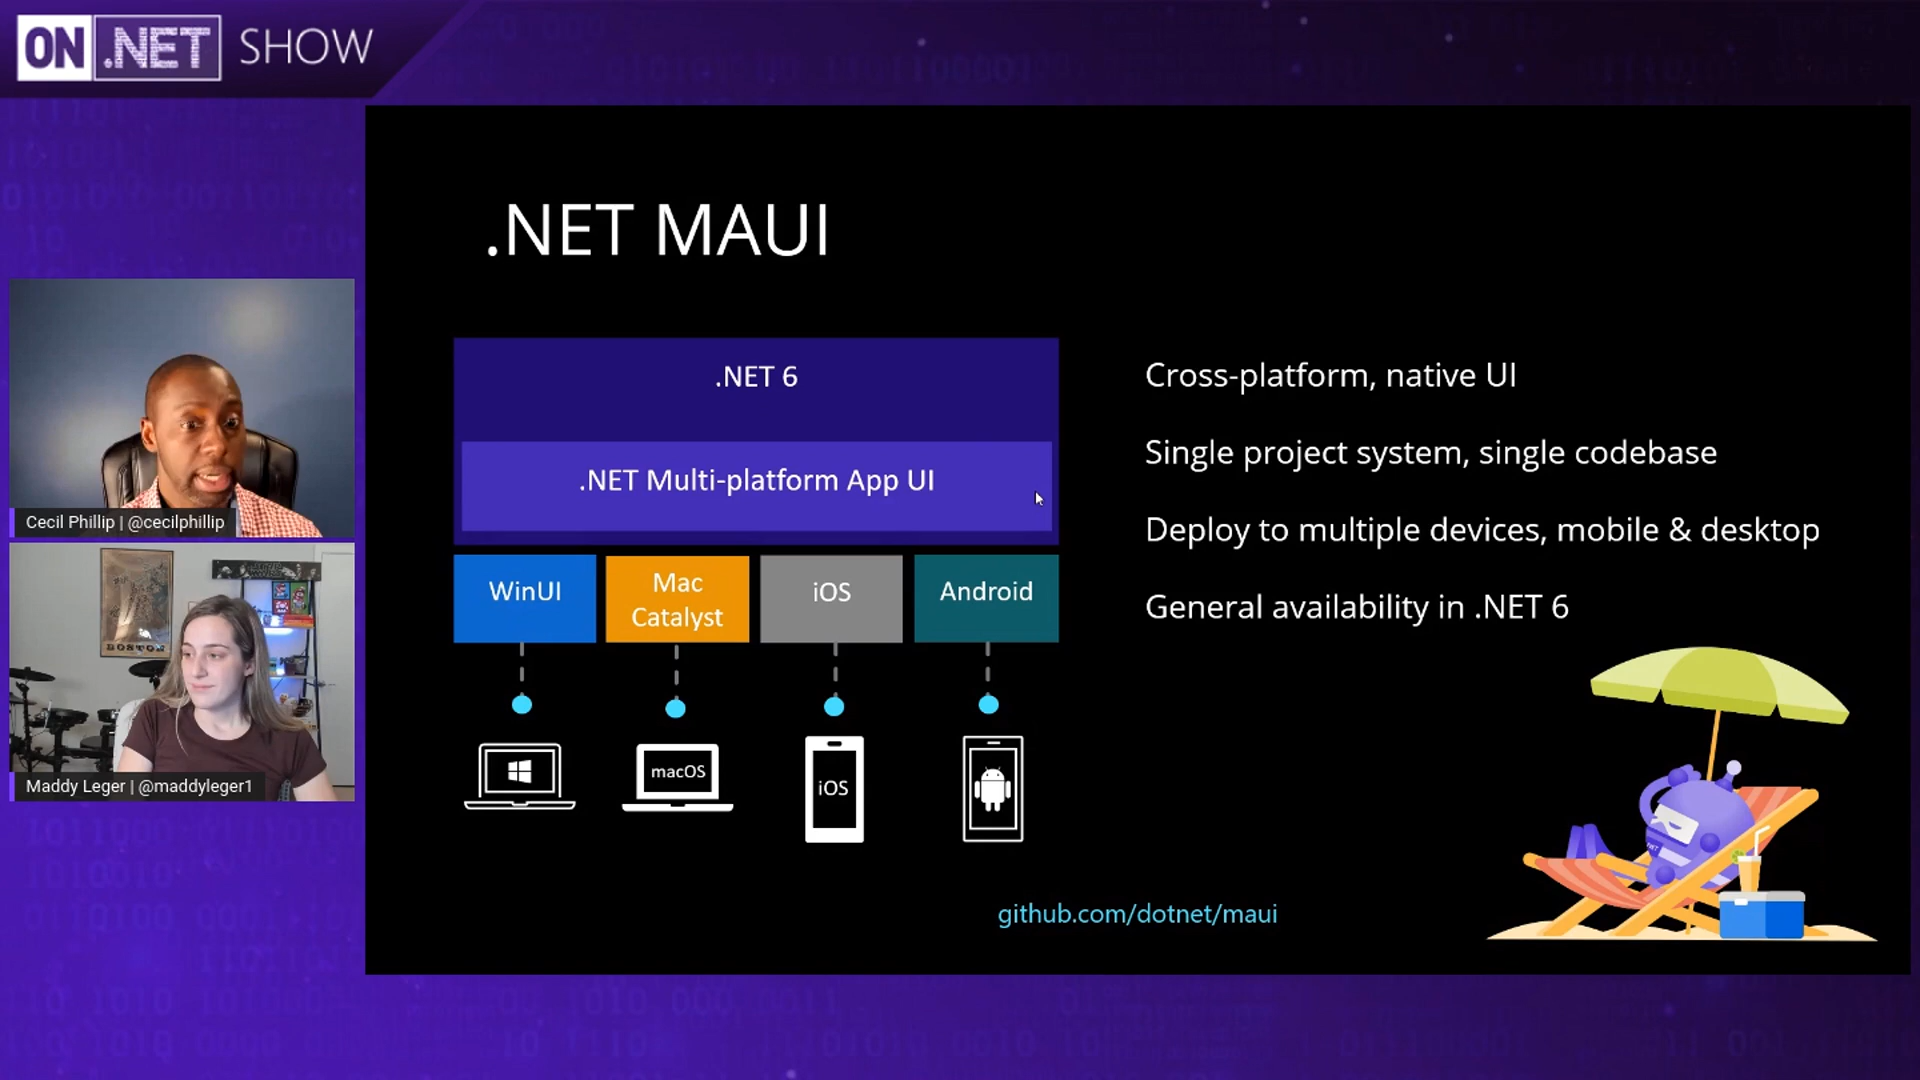 ON .NET SHOW
.NET MAUI
.NET 6
.NET Multi-platform App UI
WinUI
Mac
Catalyst
iOS
Android
macOS
iOS
Cross-platform, native UI
Single project system, single codebase
Deploy to multiple devices, mobile & desktop
General availability in .NET 6
github.com/dotnet/maui
Cecil Phillip | @cecilphillip
BOSTON
Maddy Leger | @maddyleger1